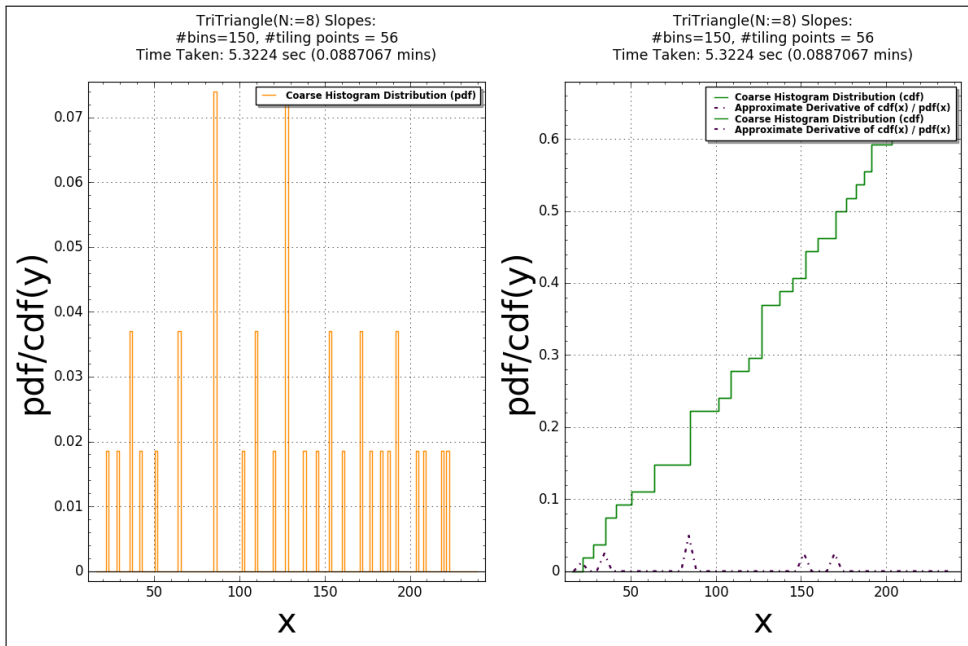 TriTriangle(N:=8) Slopes:
#bins=150, #tiling points = 56
Time Taken: 5.3224 sec (0.0887067 mins)
Coarse Histogram Distribution (pdf)
0.07
0.06
0.05
0.04
0.03
0.02
0.01
0
50
100
150
200
pdf/cdf(y)
x
TriTriangle(N:=8) Slopes:
#bins=150, #tiling points = 56
Time Taken: 5.3224 sec (0.0887067 mins)
Coarse Histogram Distribution (cdf)
Approximate Derivative of cdf(x) / pdf(x)
Coarse Histogram Distribution (cdf)
Approximate Derivative of cdf(x) / pdf(x)
0.6
0.5
0.4
0.3
0.2
0.1
0
50
100
150
200
pdf/cdf(y)
x